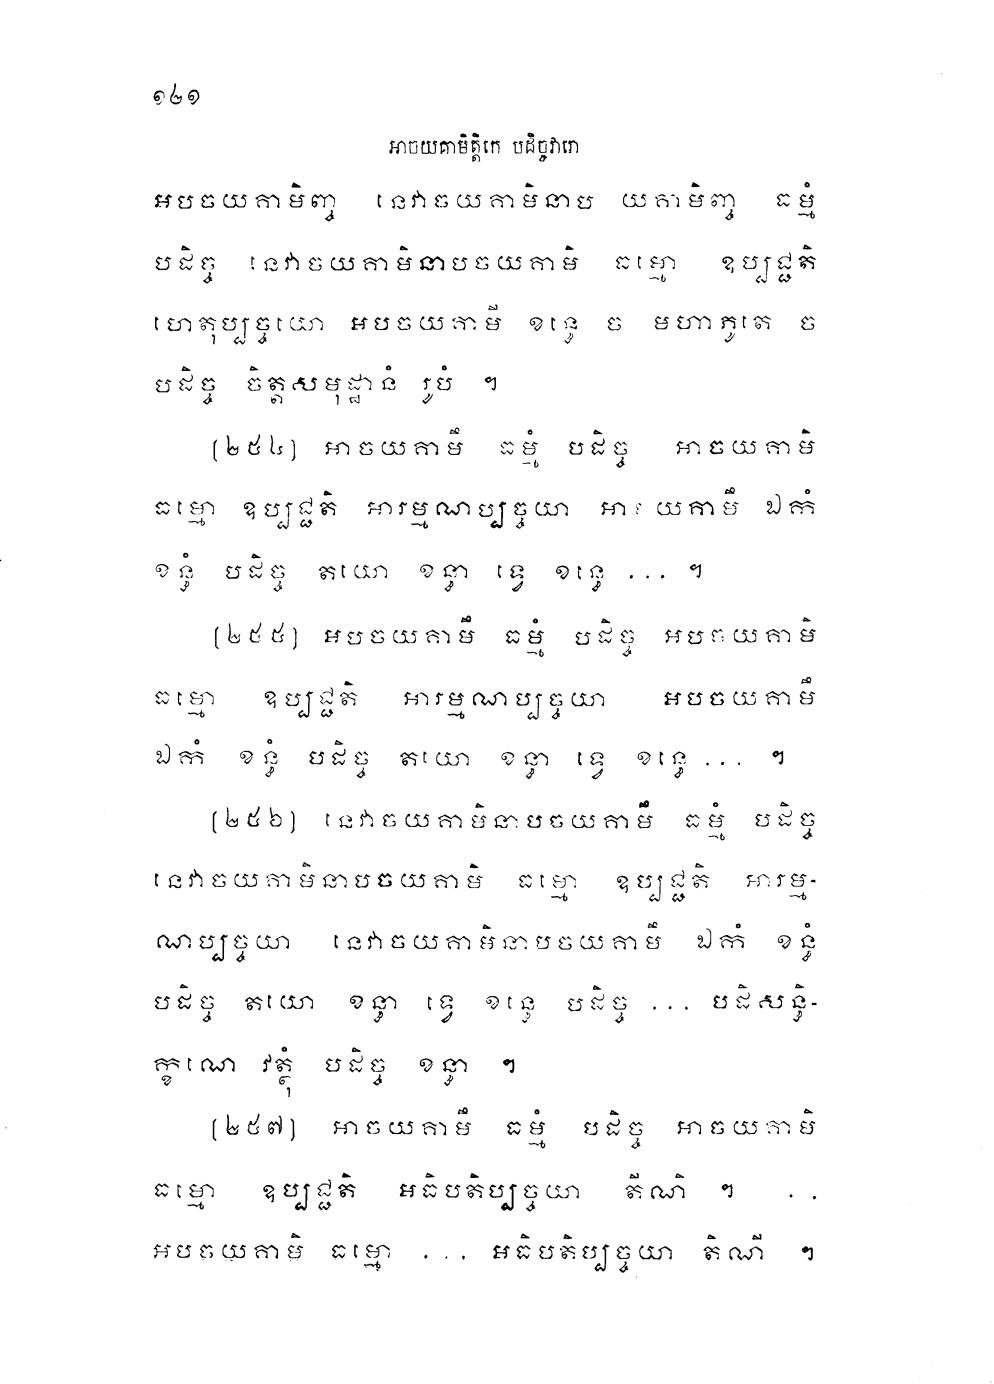 ១២១
អាចយគាមិត្តិកេ បដិច្ចវារោ
អបចយគាមិញ្ច នេវាចយគាមិនាប យគាមិញ្ច ធម្មំ
បដិច្ច នេវាចយគាមិនាបចយគាមិ ធម្មោ ឧប្បជ្ជតិ
ហេតុប្បច្ចយោ អបចយគាមី ខន្ធេ ច មហាភូតេ ច
បដិច្ច ចិត្តសមុដ្ឋានំ រូបំ ។
(២៥៤) អាចយគាមឹ ធម្មំ បដិច្ច អាចយគាមិ
ធម្មោ ឧប្បជ្ជតិ អារម្មណប្បច្ចយា អាចយគាមឹ ឯកំ
ខន្ធំ បដិច្ច តយោ ខន្ធា ទ្វេ ខន្ធេ ... ។
(២៥៥) អបចយគាមឹ ធម្មំ បដិច្ច អបចយគាមិ
ធម្មោ ឧប្បជ្ជតិ អារម្មណប្បច្ចយា អបចយគាមឹ
ឯកំ ខន្ធំ បដិច្ច តយោ ខន្ធា ទ្វេ ខន្ធេ ... ។
(២៥៦) នេវាចយគាមិនាបចយគាមឹ ធម្មំ បដិច្ច
នេវាចយគាមិនាបចយគាមិ ធម្មោ ឧប្បជ្ជតិ អារម្ម-
ណប្បច្ចយា នេវាចយគាមិនាបចយគាមឹ ឯកំ ខន្ធំ
បដិច្ច តយោ ខន្ធា ទ្វេ ខន្ធេ បដិច្ច ... បដិសន្ធិ-
ក្ខណេ វត្ថុំ បដិច្ច ខន្ធា ។
(២៥៧) អាចយគាមឹ ធម្មំ បដិច្ច អាចយគាមិ
ធម្មោ ឧប្បជ្ជតិ អធិបតិប្បច្ចយា តីណិ ។ ..
អបចយគាមិ ធម្មោ ... អធិបតិប្បច្ចយា តិណី ។